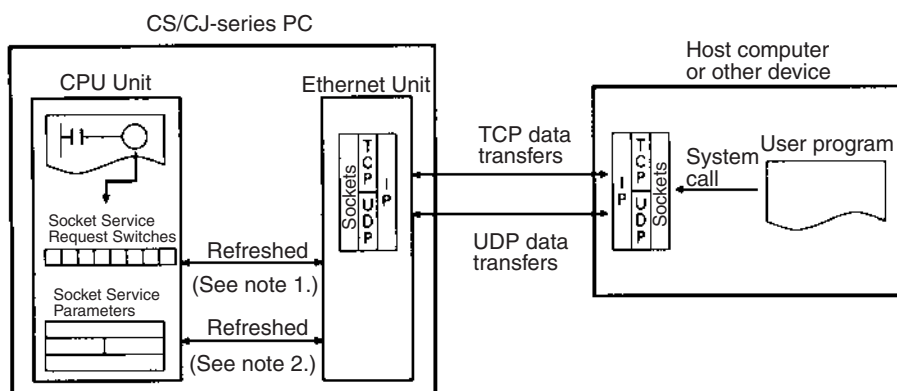 CS/CJ-series PC
CPU Unit
Ethernet Unit
Socket Service
Request Switches
Socket Service
Parameters
Refreshed
(See note 1.)
Refreshed
(See note 2.)
Sockets
TCP
UDP
IP
TCP data
transfers
UDP data
transfers
Host computer
or other device
IP
TCP
UDP
Sockets
System
call
User program